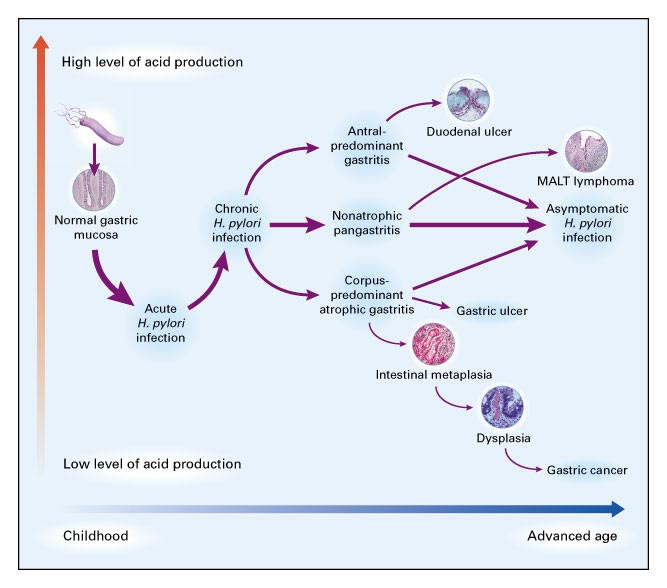 High level of acid production
Normal gastric
mucosa
Acute
H. pylori
infection
Chronic
H. pylori
infection
Antral-
predominant
gastritis
Duodenal ulcer
MALT lymphoma
Nonatrophic
pangastritis
Asymptomatic
H. pylori
infection
Corpus-
predominant
atrophic gastritis
Gastric ulcer
Intestinal metaplasia
Dysplasia
Gastric cancer
Low level of acid production
Childhood
Advanced age